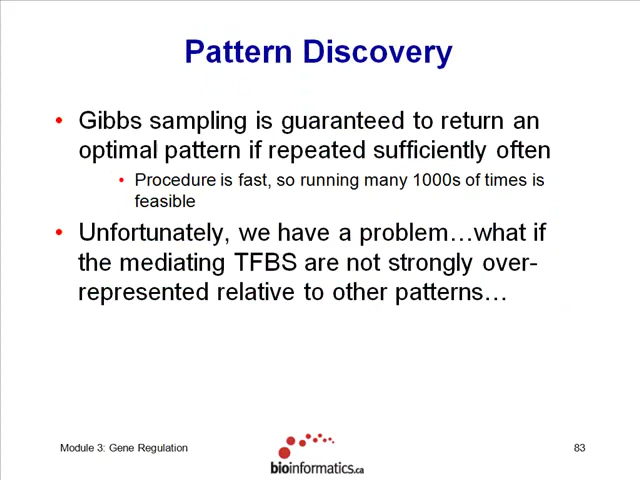 Pattern Discovery
• Gibbs sampling is guaranteed to return an
optimal pattern if repeated sufficiently often
• Procedure is fast, so running many 1000s of times is
feasible
• Unfortunately, we have a problem…what if
the mediating TFBS are not strongly over-
represented relative to other patterns…
Module 3: Gene Regulation
bioinformatics.ca
83